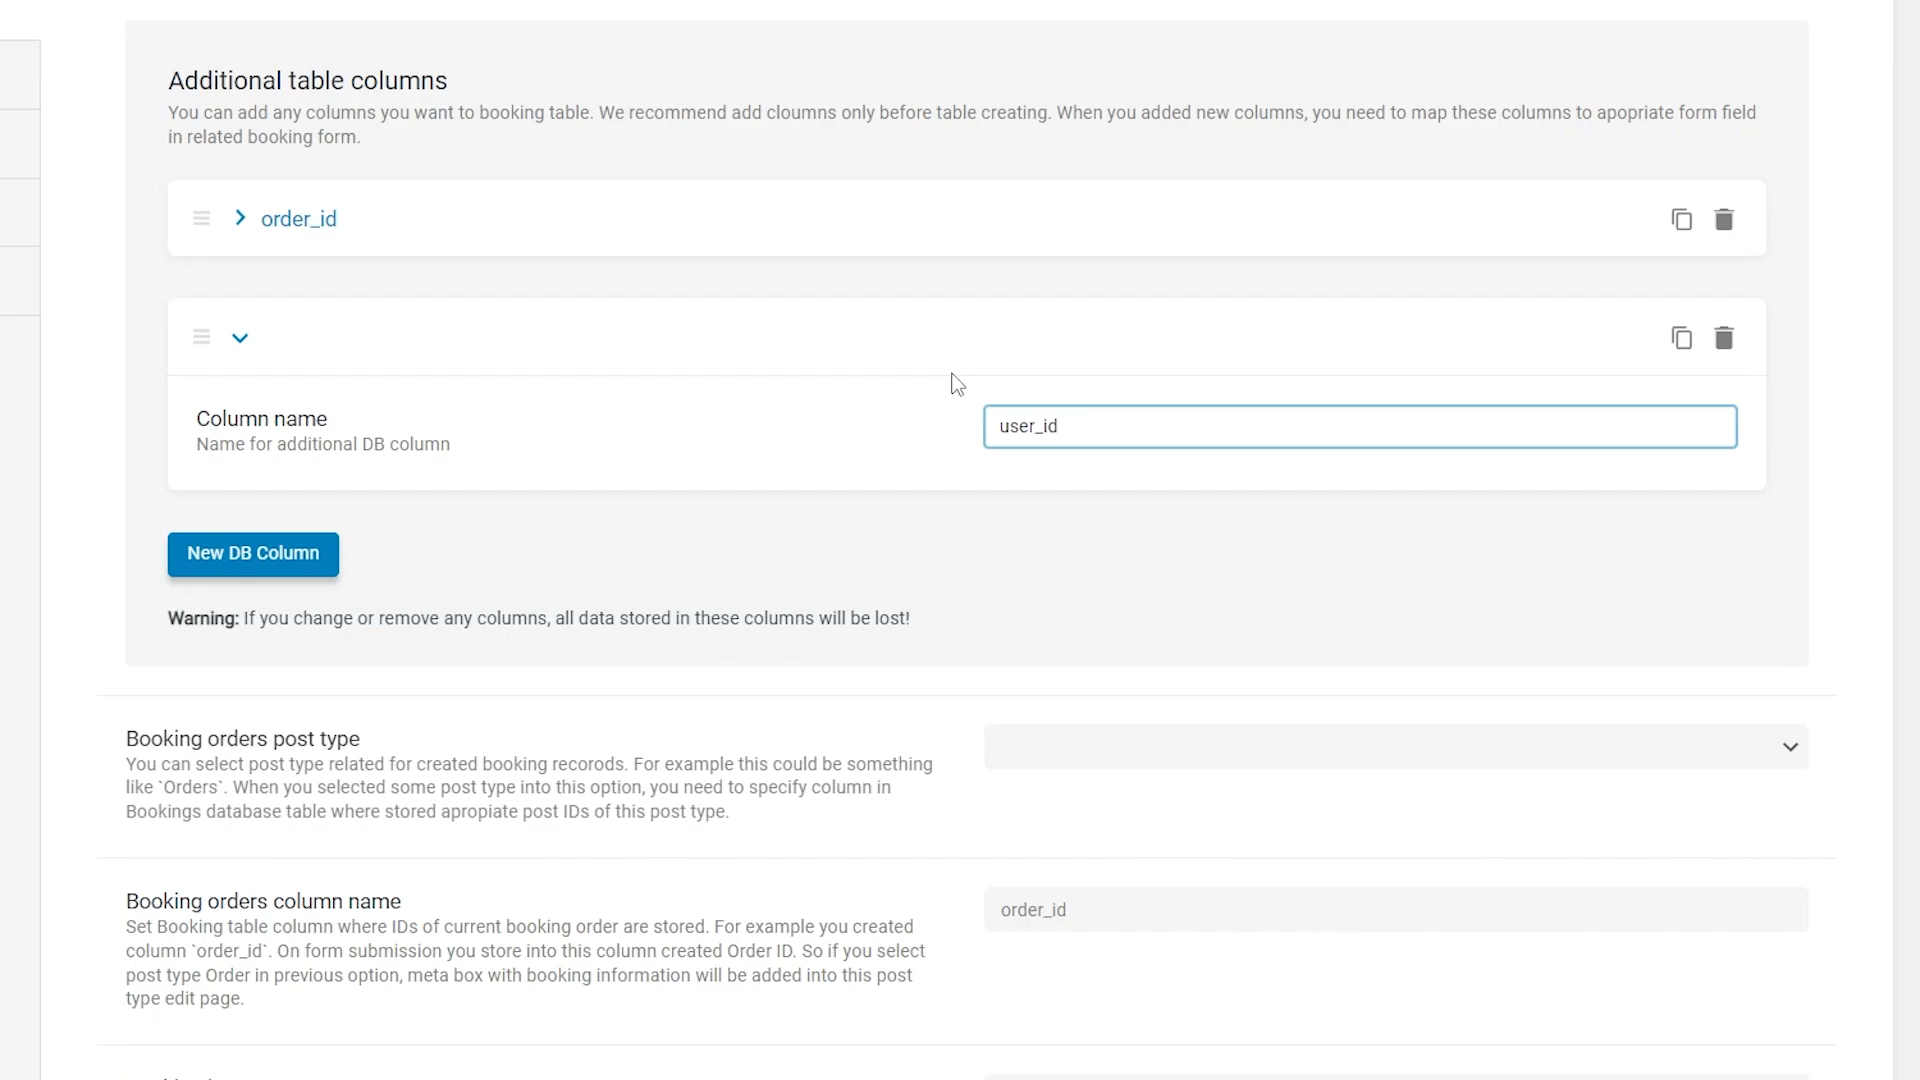 Additional table columns
You can add any columns you want to booking table. We recommend add cloumns only before table creating. When you added new columns, you need to map these columns to apopriate form field
in related booking form.
order_id
Column name
Name for additional DB column
user_id
New DB Column
Warning: If you change or remove any columns, all data stored in these columns will be lost!
Booking orders post type
You can select post type related for created booking recorods. For example this could be something
like `Orders`. When you selected some post type into this option, you need to specify column in
Bookings database table where stored apropiate post IDs of this post type.
Booking orders column name
Set Booking table column where IDs of current booking order are stored. For example you created
column `order_id`. On form submission you store into this column created Order ID. So if you select
post type Order in previous option, meta box with booking information will be added into this post
type edit page.
order_id